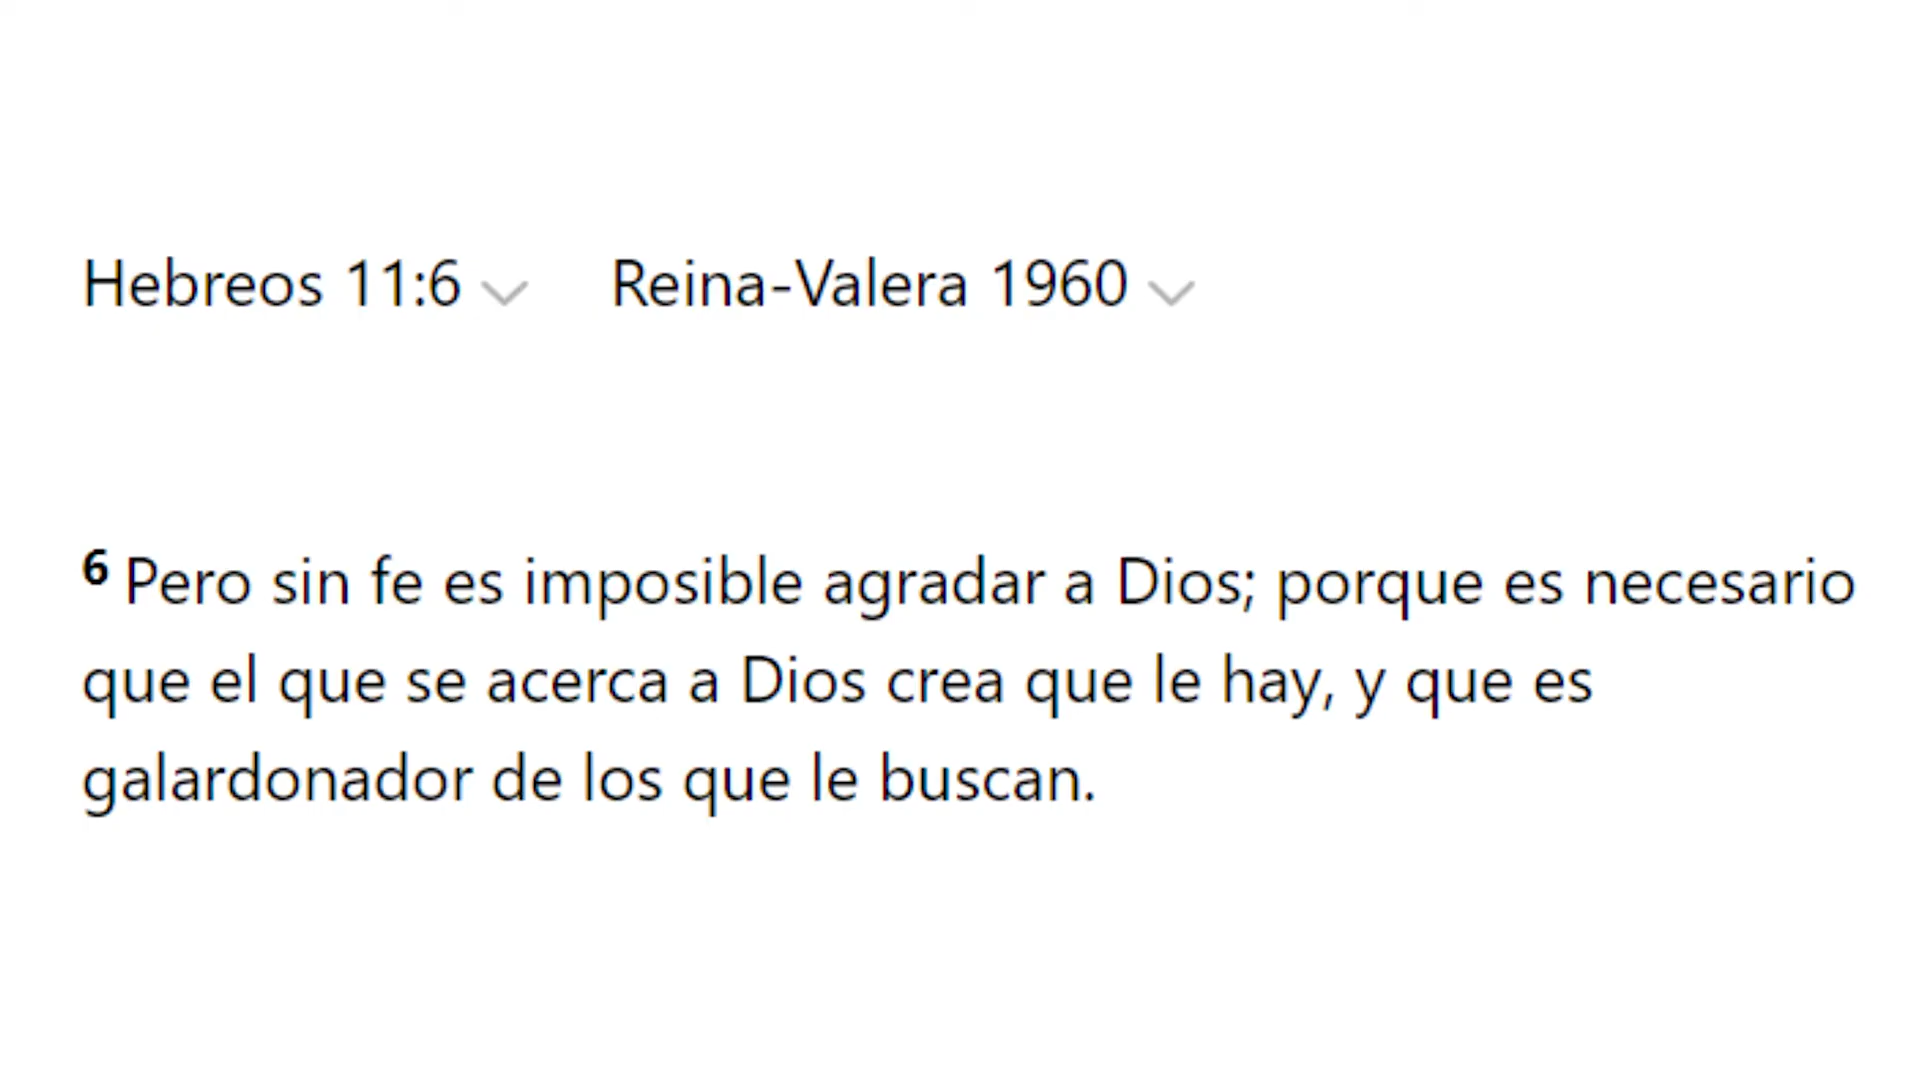 Hebreos 11:6 Reina-Valera 1960
6 Pero sin fe es imposible agradar a Dios; porque es necesario
que el que se acerca a Dios crea que le hay, y que es
galardonador de los que le buscan.